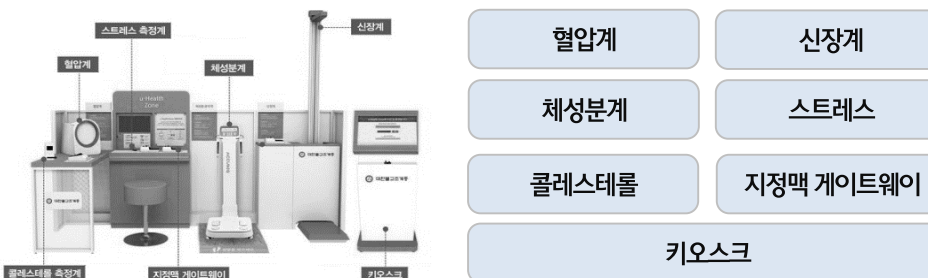 스트레스 측정계
신장계
혈압계
체성분계
u-Health
Zone
콜레스테롤 측정계
지정맥 게이트웨이
키오스크
혈압계
신장계
체성분계
스트레스
콜레스테롤
지정맥 게이트웨이
키오스크